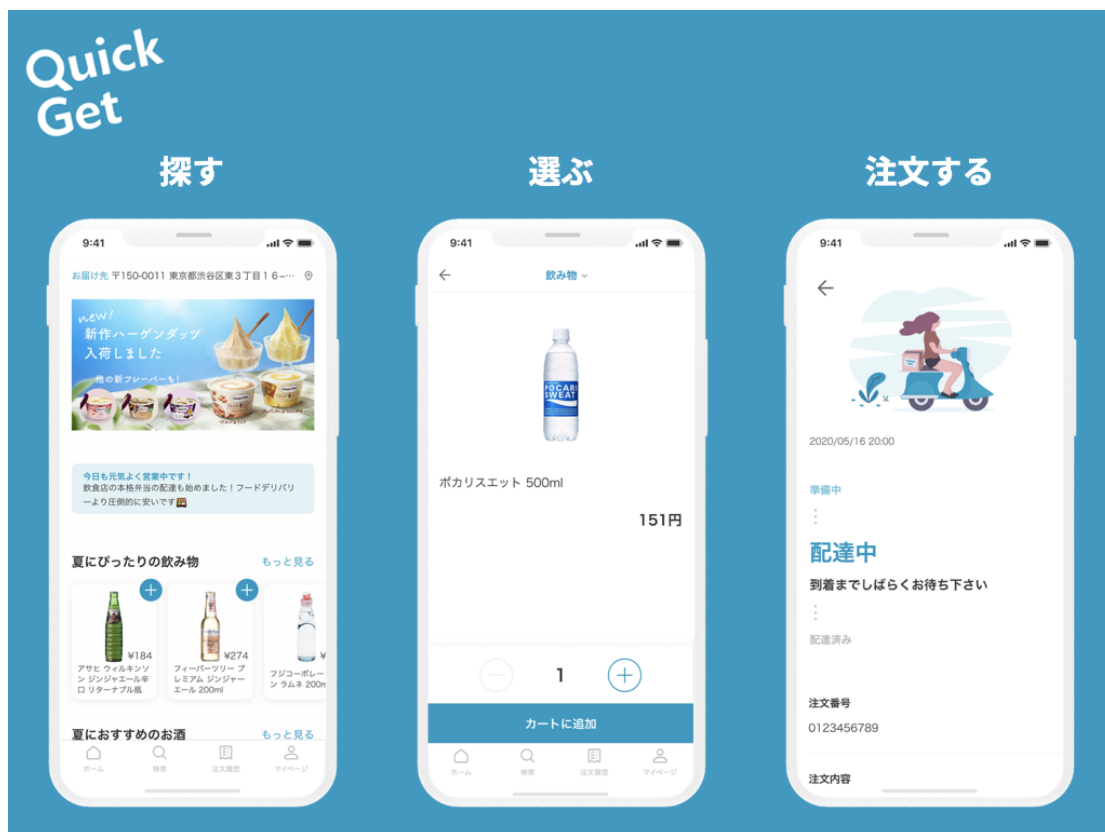 Quick
Get
探す
選ぶ
注文する
9:41
お届け先 〒150-0011 東京都渋谷区東3丁目16-…
new!
新作ハーゲンダッツ
入荷しました
他の新フレーバーも!
今日も元気よく営業中です！
飲食店の本格弁当の配達も始めました！フードデリバリ
ーより圧倒的に安いです🍱
夏にぴったりの飲み物
もっと見る
¥184
アサヒ ウィルキンソ
ン ジンジャエール辛
口 リターナブル瓶
¥274
フィーバーツリー プ
レミアム ジンジャー
エール 200ml
¥
フジコーポレー
ン ラムネ 200m
夏におすすめのお酒
もっと見る
ホーム
検索
注文履歴
マイページ
9:41
飲み物
POCARI
SWEAT
ポカリスエット 500ml
151円
1
カートに追加
ホーム
検索
注文履歴
マイページ
9:41
2020/05/16 20:00
準備中
配達中
到着までしばらくお待ち下さい
配達済み
注文番号
0123456789
注文内容